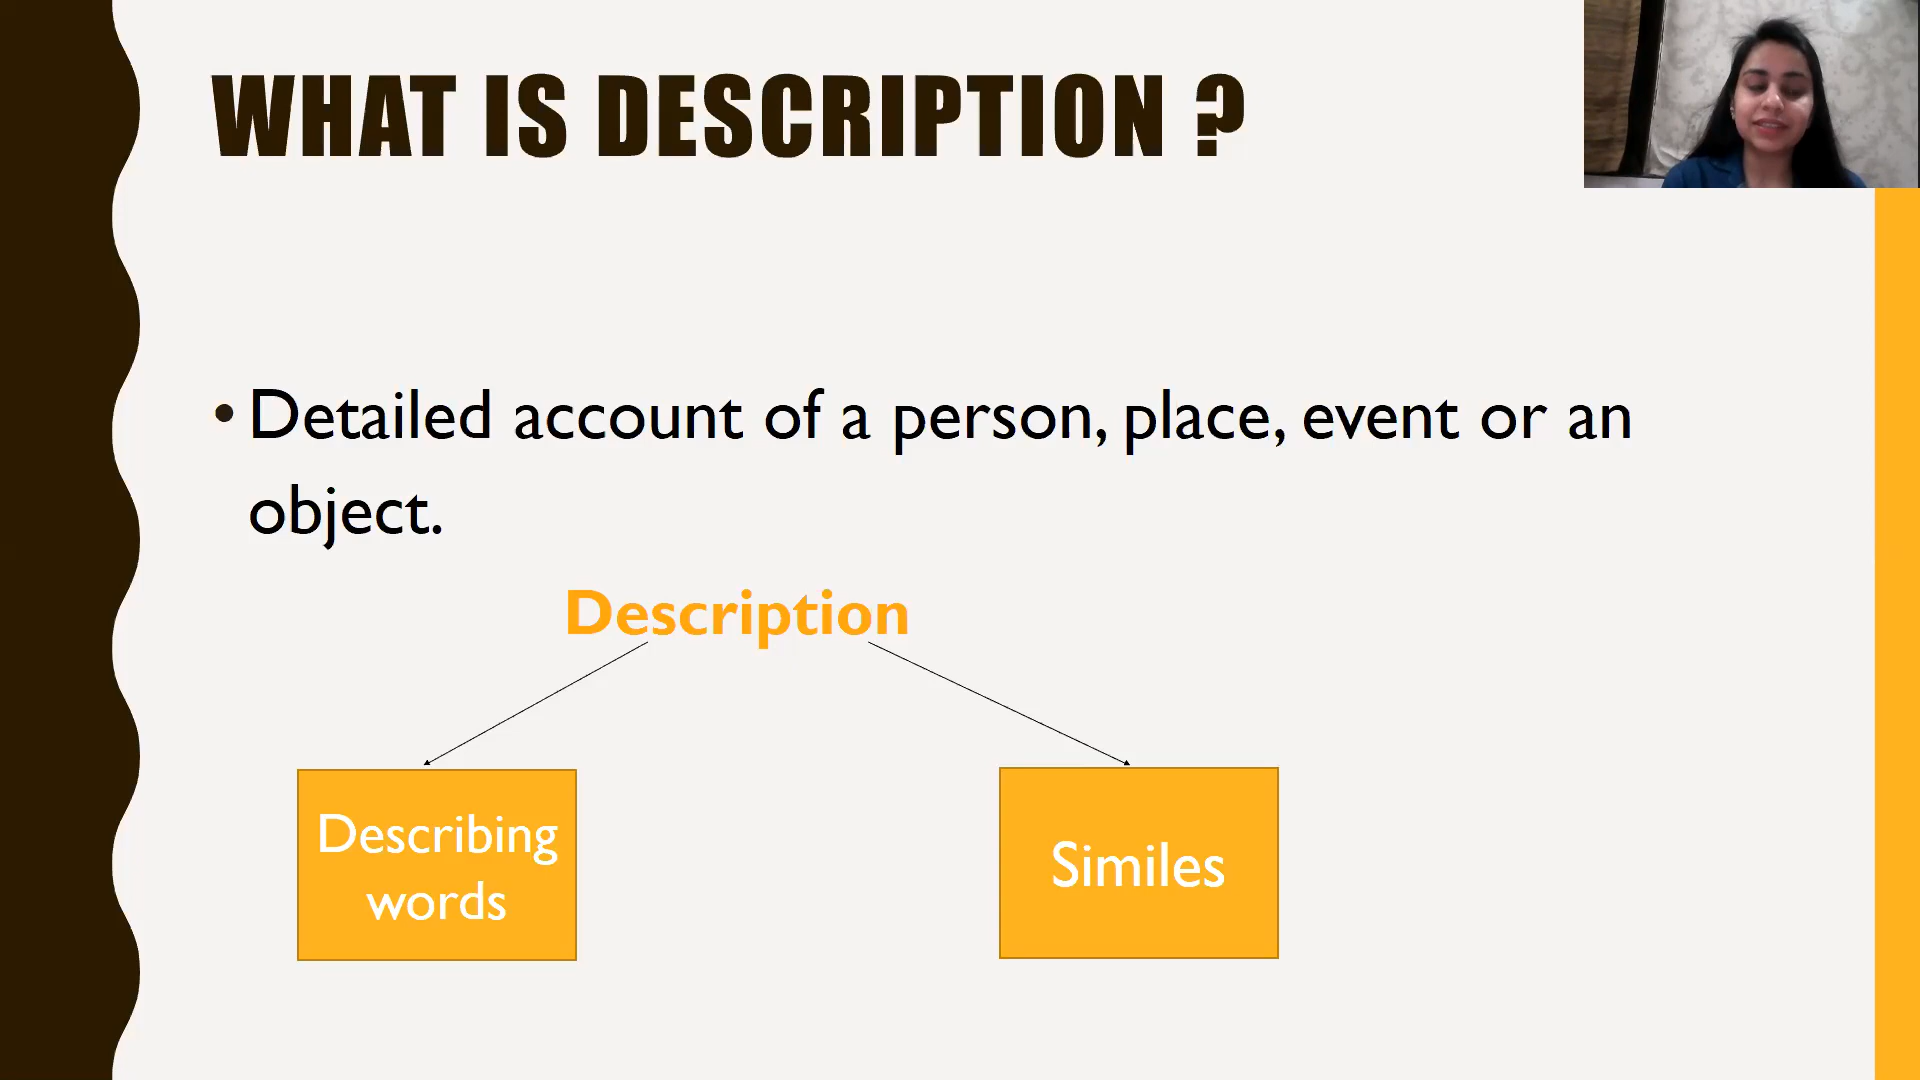 WHAT IS DESCRIPTION ?
• Detailed account of a person, place, event or an
object.
Description
Describing
words
Similes